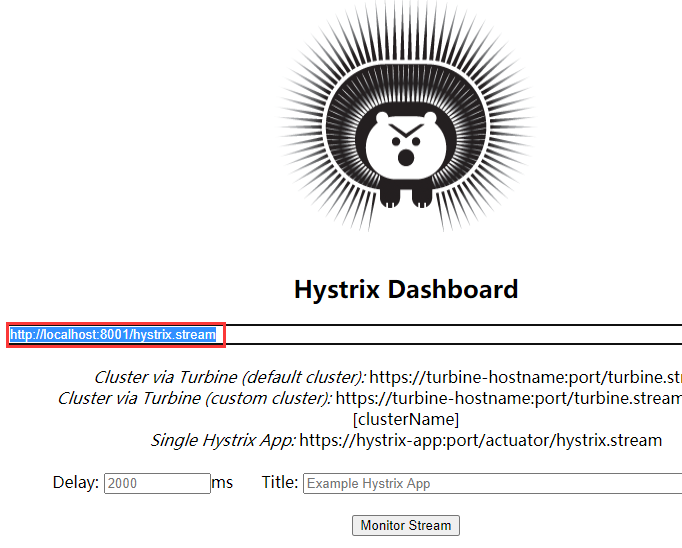 Hystrix Dashboard
http://localhost:8001/hystrix.stream
Cluster via Turbine (default cluster): https://turbine-hostname:port/turbine.st
Cluster via Turbine (custom cluster): https://turbine-hostname:port/turbine.stream
[clusterName]
Single Hystrix App: https://hystrix-app:port/actuator/hystrix.stream
Delay: 2000 ms Title: Example Hystrix App
Monitor Stream